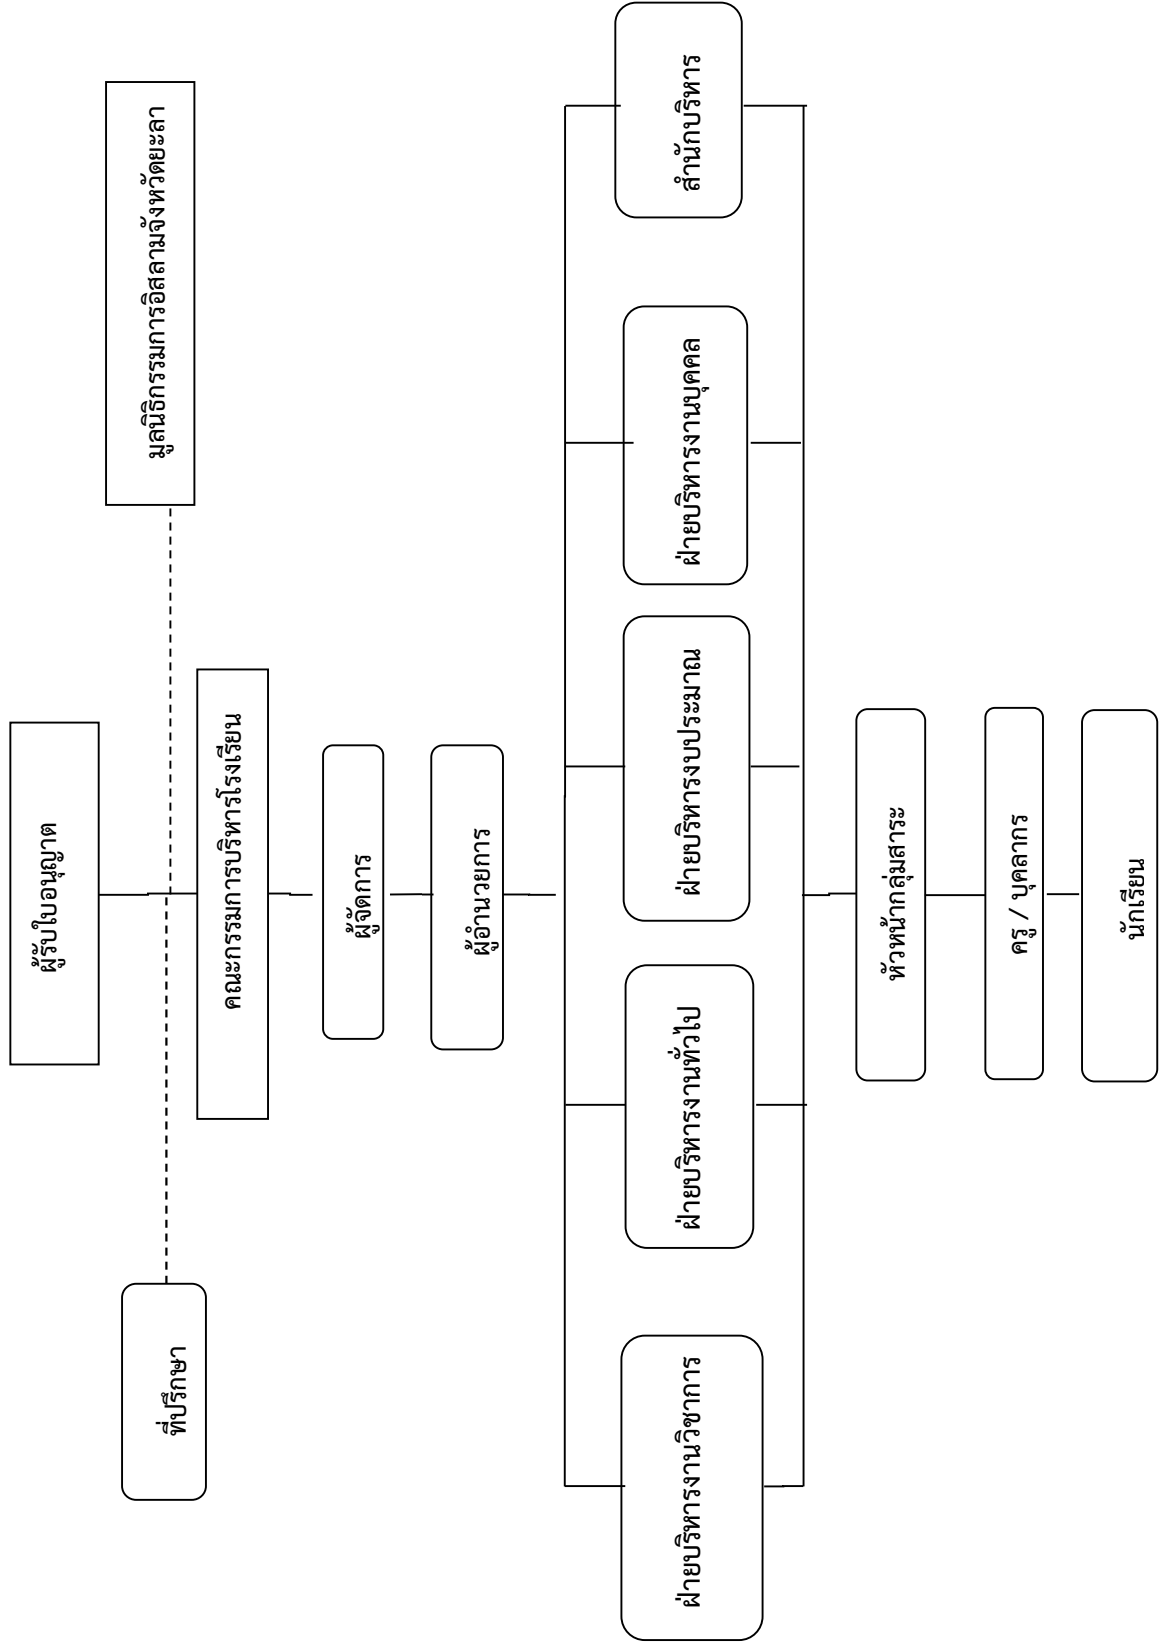 ผู้รับใบอนุญาต
ที่ปรึกษา
มูลนิธิกรรมการอิสลามจังหวัดยะลา
คณะกรรมการบริหารโรงเรียน
ผู้จัดการ
ผู้อำนวยการ
ฝ่ายบริหารงานวิชาการ
ฝ่ายบริหารงานทั่วไป
ฝ่ายบริหารงบประมาณ
ฝ่ายบริหารงานบุคคล
สำนักบริหาร
หัวหน้ากลุ่มสาระ
ครู / บุคลากร
นักเรียน